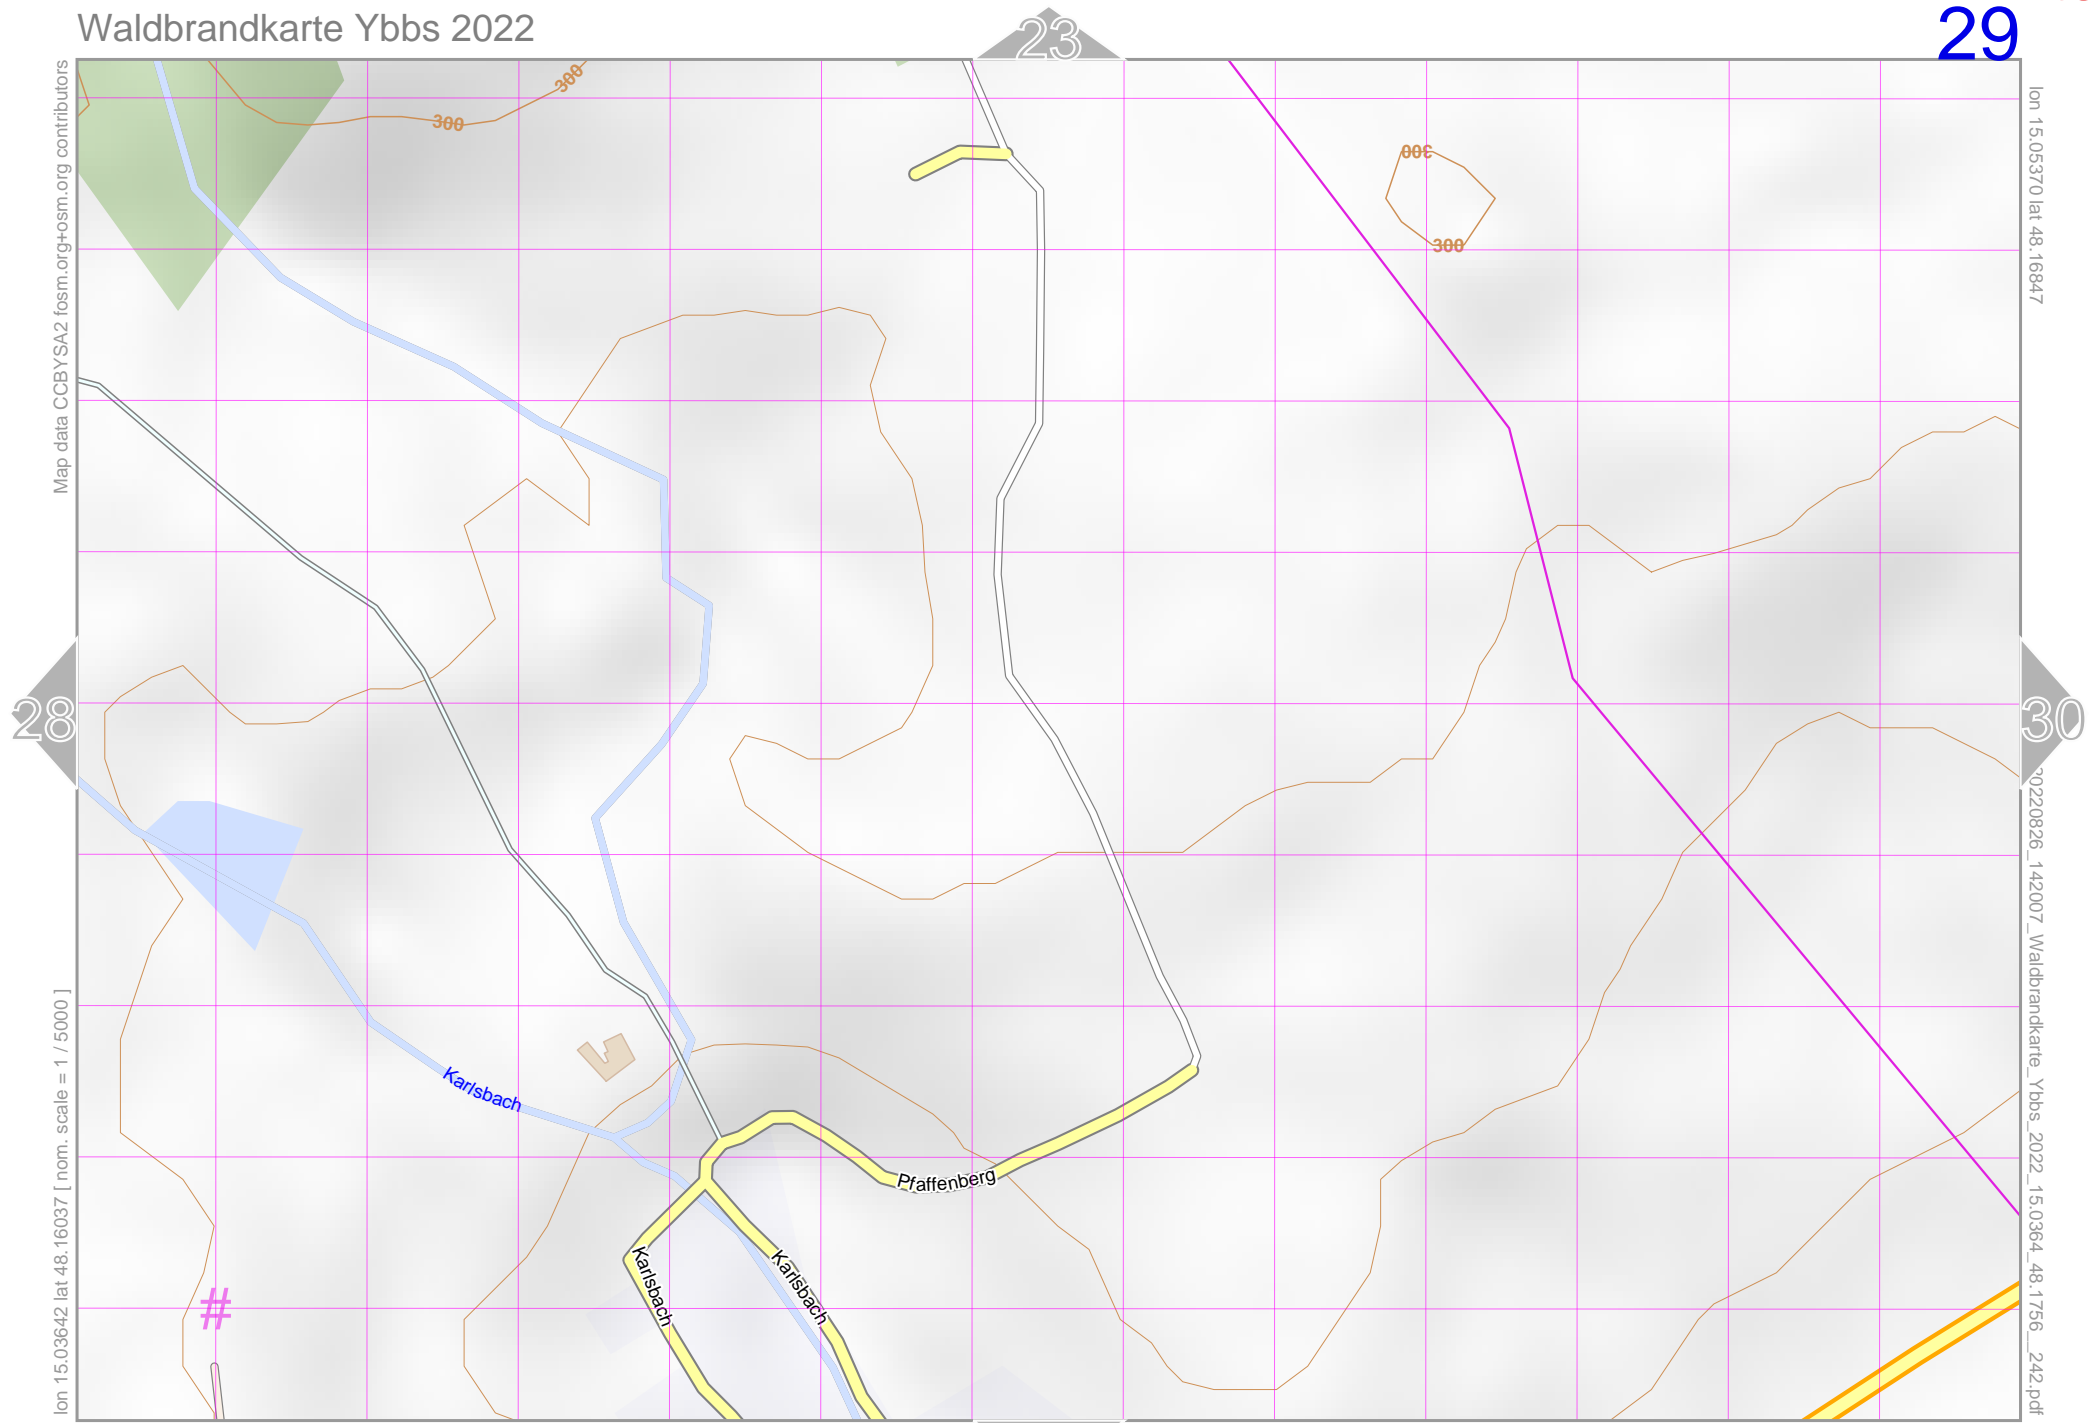 Waldbrandkarte Ybbs 2022
23
29
Map data CCBYSA2 fosm.org+osm.org contributors
lon 15.05370 lat 48.16847
300
300
300
300
28
30
Karlsbach
Pfaffenberg
Karlsbach
Karlsbach
#
lon 15.03642 lat 48.16037 [ nom. scale = 1 / 5000 ]
20220826_142007_Waldbrandkarte_Ybbs_2022_15.0364_48.1756__242.pdf